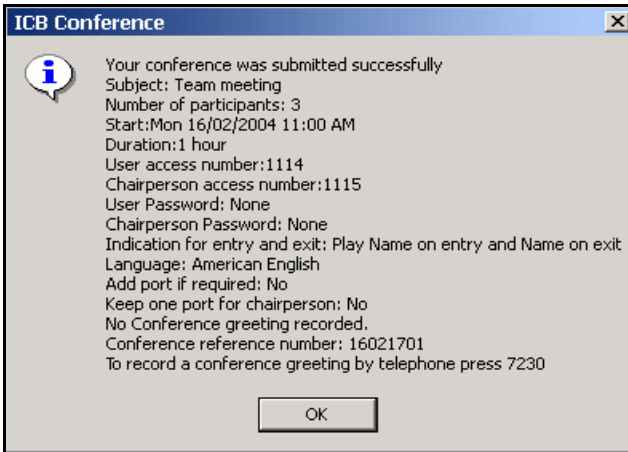 ICB Conference
Your conference was submitted successfully
Subject: Team meeting
Number of participants: 3
Start:Mon 16/02/2004 11:00 AM
Duration:1 hour
User access number:1114
Chairperson access number:1115
User Password: None
Chairperson Password: None
Indication for entry and exit: Play Name on entry and Name on exit
Language: American English
Add port if required: No
Keep one port for chairperson: No
No Conference greeting recorded.
Conference reference number: 16021701
To record a conference greeting by telephone press 7230
OK